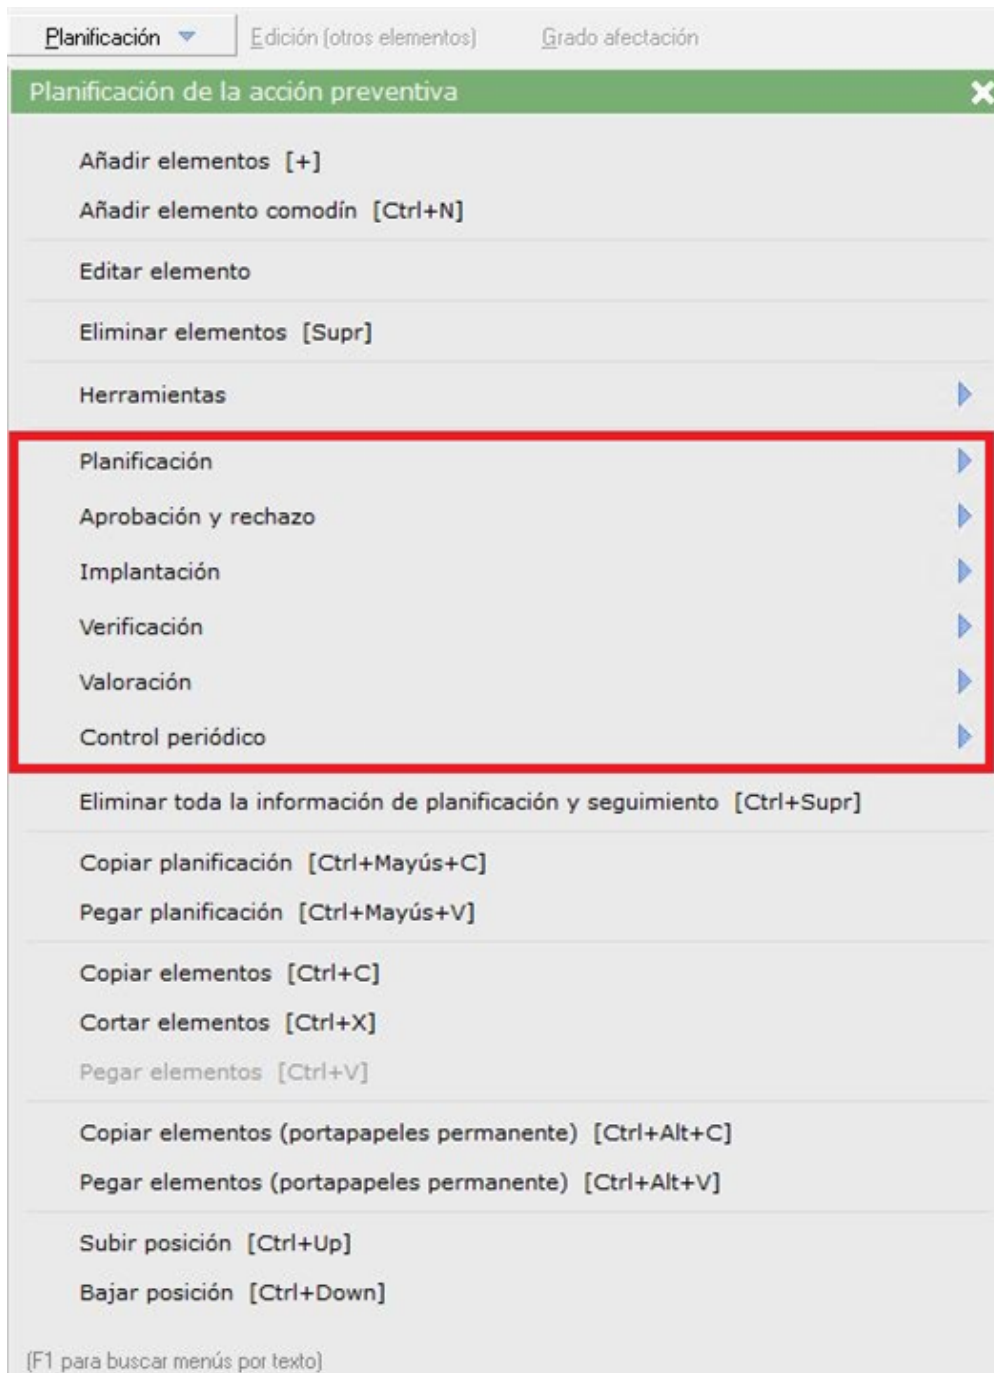 Planificación
Edición (otros elementos)
Grado afectación
Planificación de la acción preventiva
Añadir elementos [+]
Añadir elemento comodín [Ctrl+N]
Editar elemento
Eliminar elementos [Supr]
Herramientas
Planificación
Aprobación y rechazo
Implantación
Verificación
Valoración
Control periódico
Eliminar toda la información de planificación y seguimiento [Ctrl+Supr]
Copiar planificación [Ctrl+Mayús+C]
Pegar planificación [Ctrl+Mayús+V]
Copiar elementos [Ctrl+C]
Cortar elementos [Ctrl+X]
Pegar elementos [Ctrl+V]
Copiar elementos (portapapeles permanente) [Ctrl+Alt+C]
Pegar elementos (portapapeles permanente) [Ctrl+Alt+V]
Subir posición [Ctrl+Up]
Bajar posición [Ctrl+Down]
(F1 para buscar menús por texto)